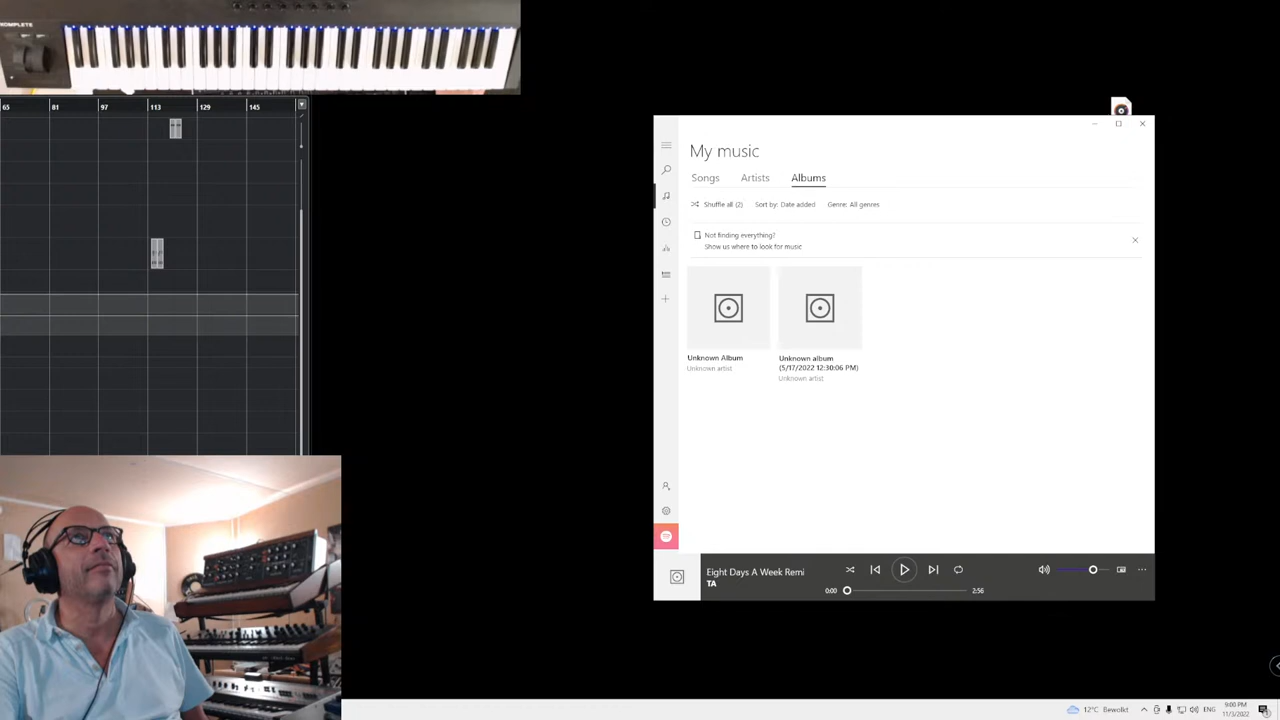 KOMPLETE
65 81 97 113 129 145
My music
Songs Artists Albums
Shuffle all (2) Sort by: Date added Genre: All genres
Not finding everything?
Show us where to look for music
Unknown Album
Unknown artist
Unknown album
(5/17/2022 12:30:06 PM)
Unknown artist
Eight Days A Week Remi
TA
0:00 2:56
12°C Bewolkt ENG
9:00 PM
11/3/2022